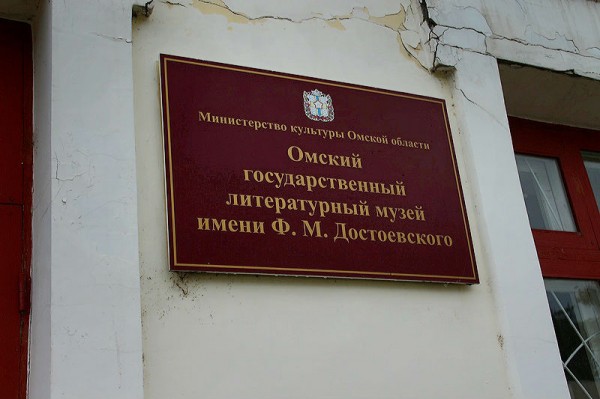 Министерство культуры Омской области
Омский
государственный
литературный музей
имени Ф. М. Достоевского